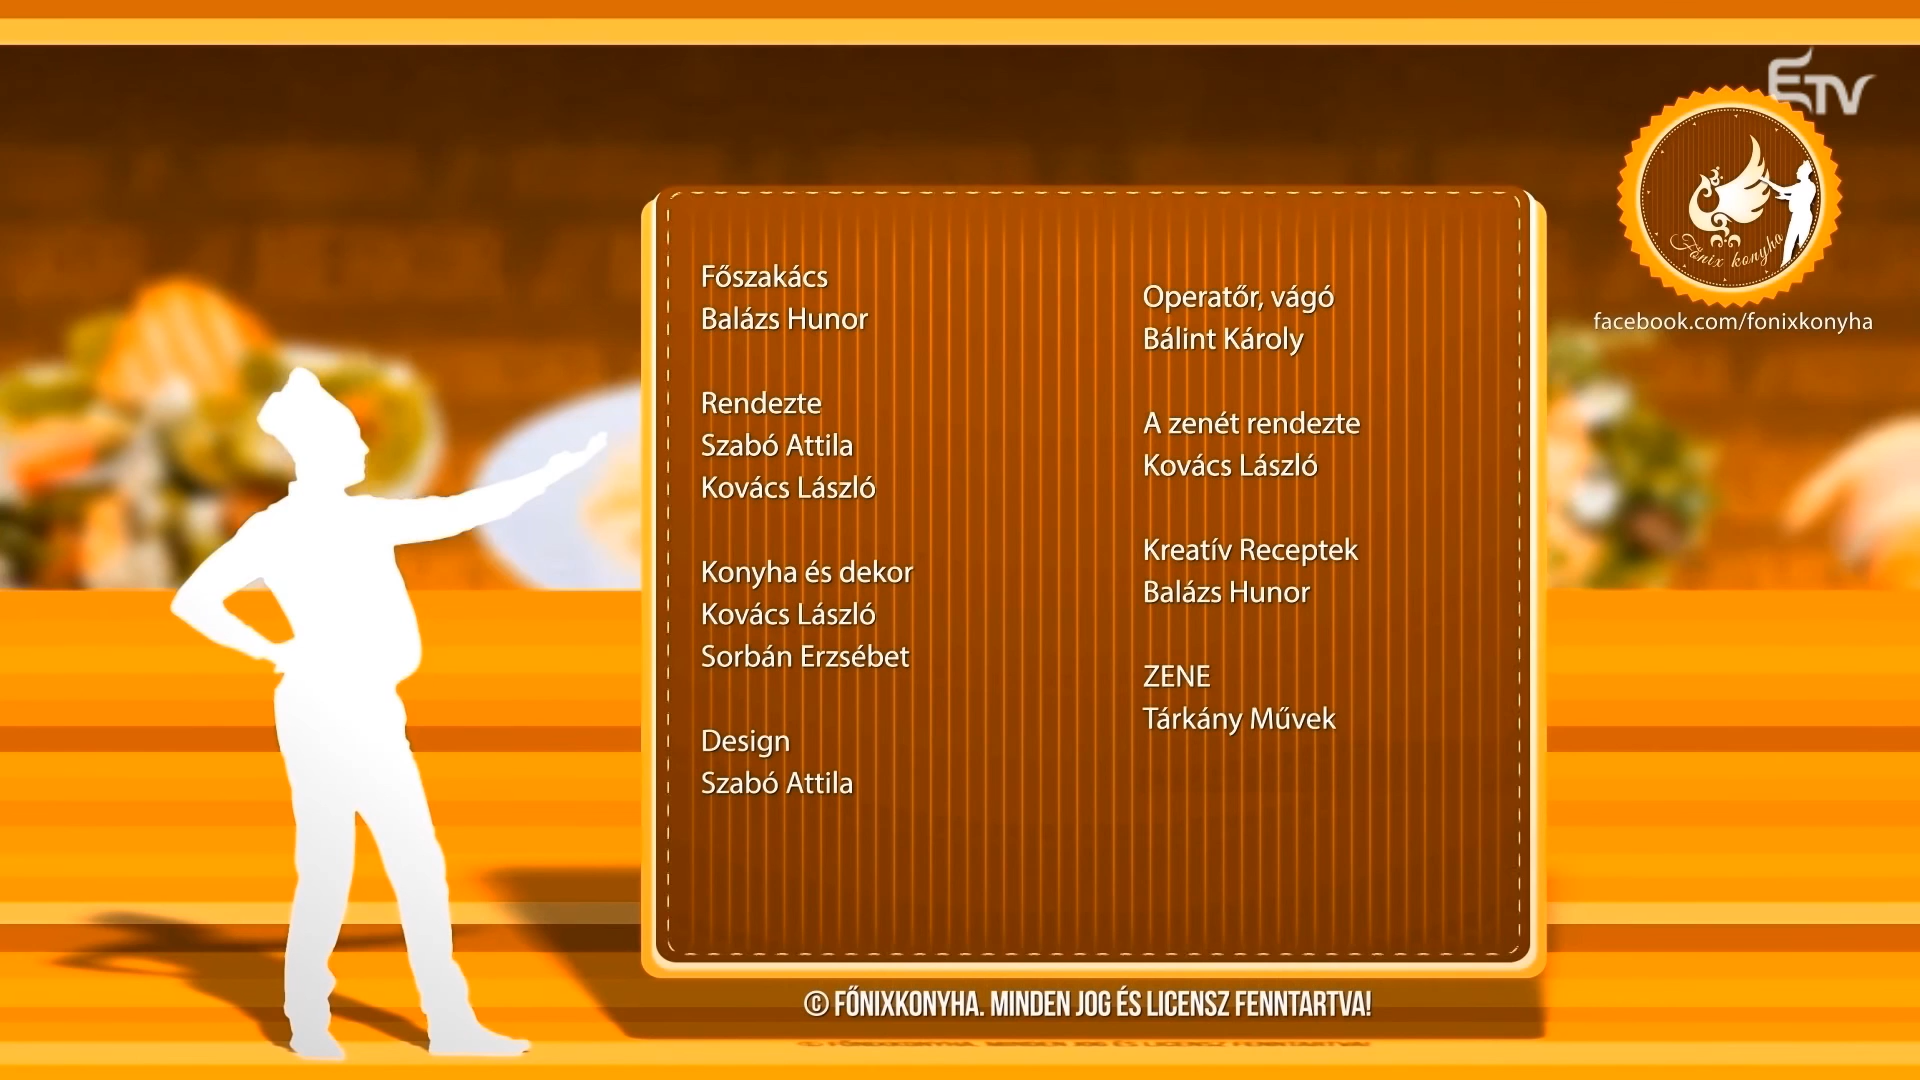 ETV
Főnix konyha
facebook.com/fonixkonyha
Főszakács
Balázs Hunor
Rendezte
Szabó Attila
Kovács László
Konyha és dekor
Kovács László
Sorbán Erzsébet
Design
Szabó Attila
Operatőr, vágó
Bálint Károly
A zenét rendezte
Kovács László
Kreatív Receptek
Balázs Hunor
ZENE
Tárkány Művek
© FŐNIXKONYHA. MINDEN JOG ÉS LICENSZ FENNTARTVA!